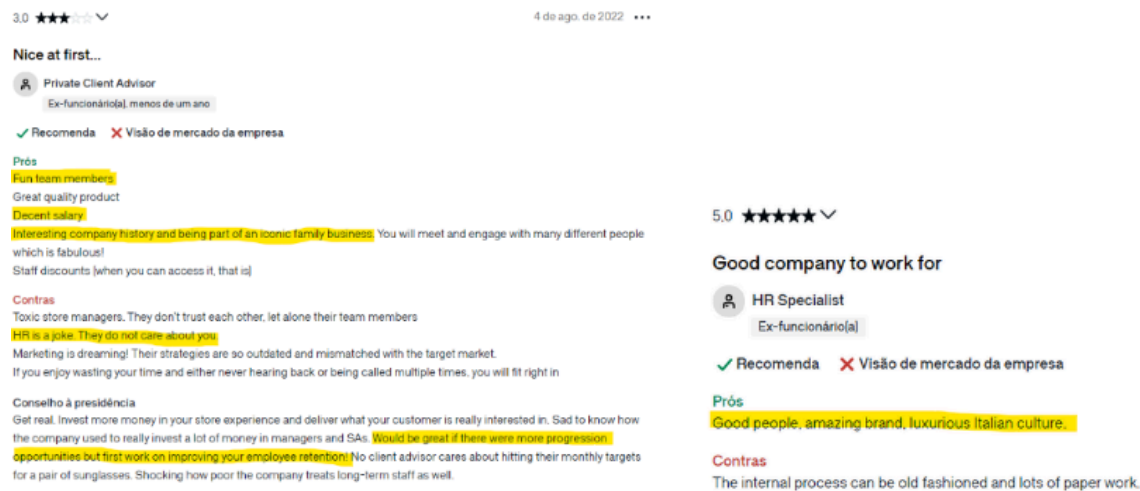 3,0 ★★★☆☆
4 de ago. de 2022 •••
Nice at first...
Private Client Advisor
Ex-funcionário(a), menos de um ano
✓ Recomenda ✗ Visão de mercado da empresa
Prós
Fun team members
Great quality product
Decent salary.
Interesting company history and being part of an iconic family business. You will meet and engage with many different people
which is fabulous!
Staff discounts (when you can access it, that is)
Contras
Toxic store managers. They don't trust each other, let alone their team members
HR is a joke. They do not care about you.
Marketing is dreaming! Their strategies are so outdated and mismatched with the target market.
If you enjoy wasting your time and either never hearing back or being called multiple times, you will fit right in
Conselho à presidência
Get real. Invest more money in your store experience and deliver what your customer is really interested in. Sad to know how
the company used to really invest a lot of money in managers and SAs. Would be great if there were more progression
opportunities but first work on improving your employee retention! No client advisor cares about hitting their monthly targets
for a pair of sunglasses. Shocking how poor the company treats long-term staff as well.
5,0 ★★★★★
Good company to work for
HR Specialist
Ex-funcionário(a)
✓ Recomenda ✗ Visão de mercado da empresa
Prós
Good people, amazing brand, luxurious Italian culture.
Contras
The internal process can be old fashioned and lots of paper work.